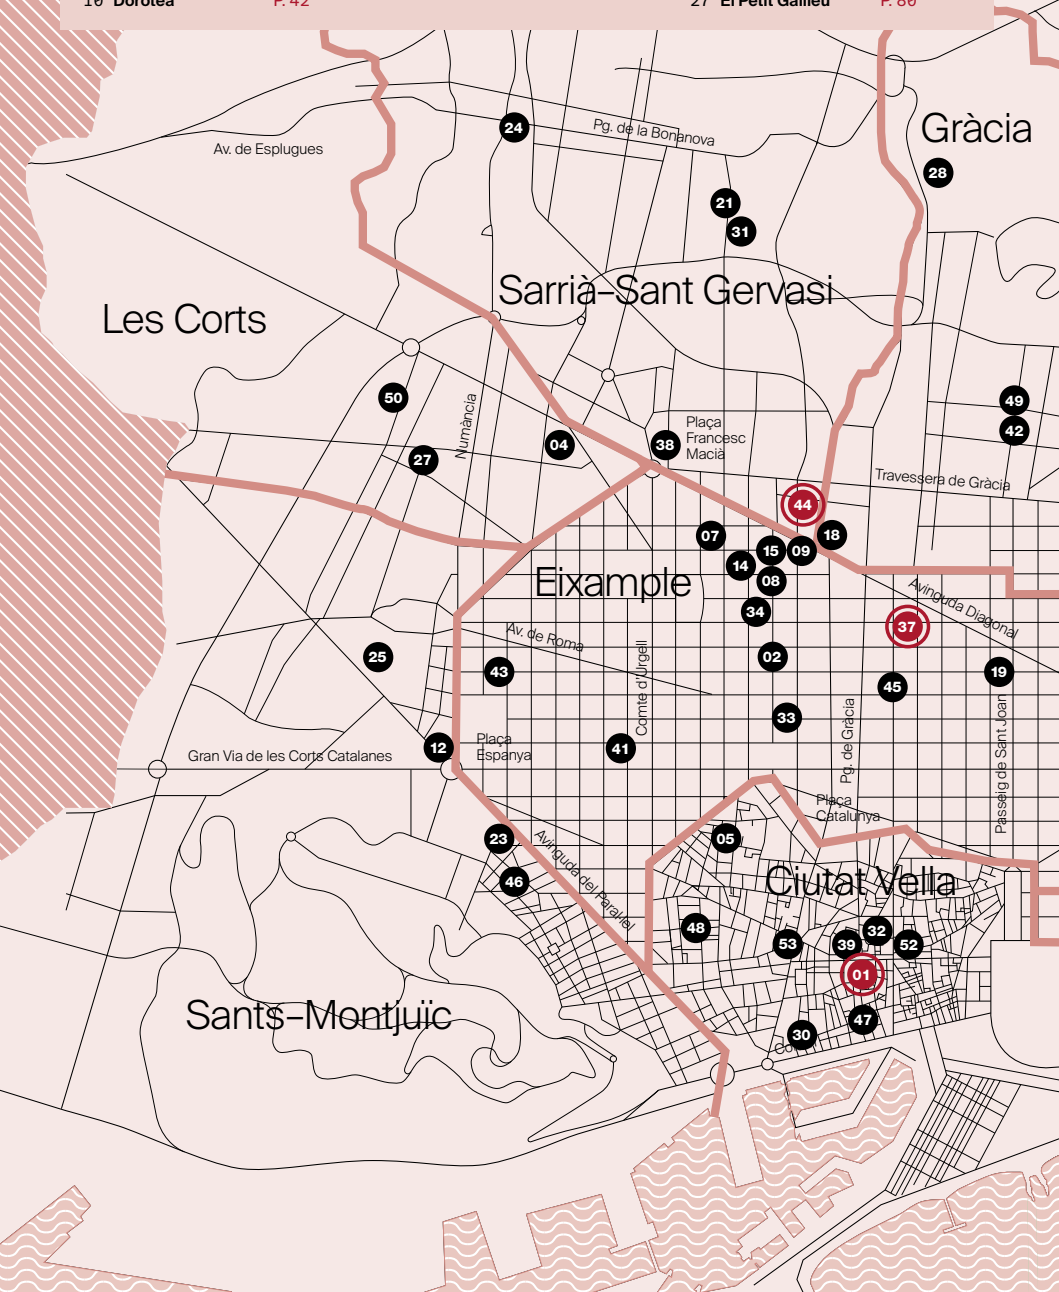 10 Dorotea P. 42
27 El Petit Galileu P. 80
24
Pg. de la Bonanova
Gràcia
Av. de Esplugues
28
21
31
Sarrià–Sant Gervasi
Les Corts
50
49
Numància
42
04
38
Plaça
Francesc
Macià
27
Travessera de Gràcia
44
07
18
15
09
14
Eixample
08
Avinguda Diagonal
34
37
Av. de Roma
25
02
43
19
45
Comte d'Urgell
33
Pg. de Gràcia
Passeig de Sant Joan
12
Plaça
Espanya
41
Gran Via de les Corts Catalanes
Plaça
Catalunya
23
05
Avinguda del Paral·lel
46
Ciutat Vella
48
32
53
39
52
01
Sants–Montjuïc
47
30